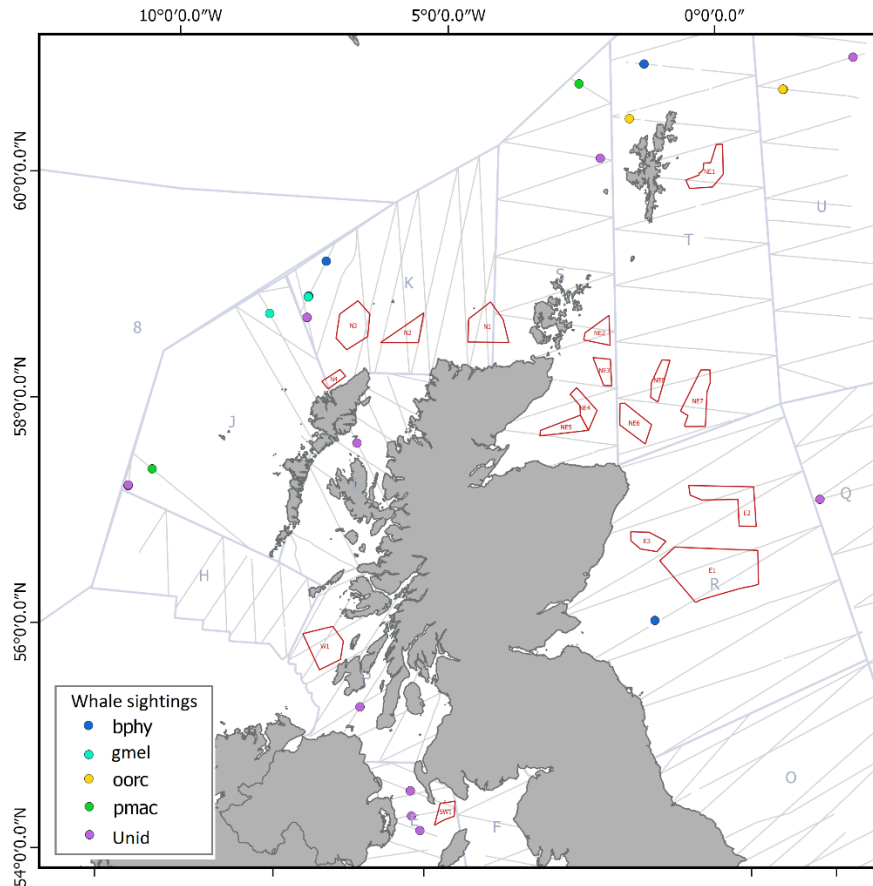 10°0'0.0"W 5°0'0.0"W 0°0'0.0"
60°0'0.0"N
58°0'0.0"N
56°0'0.0"N
54°0'0.0"N
NE1
U
T
K
S
8
N3
N2
N1
NE2
NE3
NE8
NE4
NE7
NE5
NE6
J
E2
Q
E3
E1
R
H
W1
O
SW1
E
F
Whale sightings
bphy
gmel
oorc
pmac
Unid